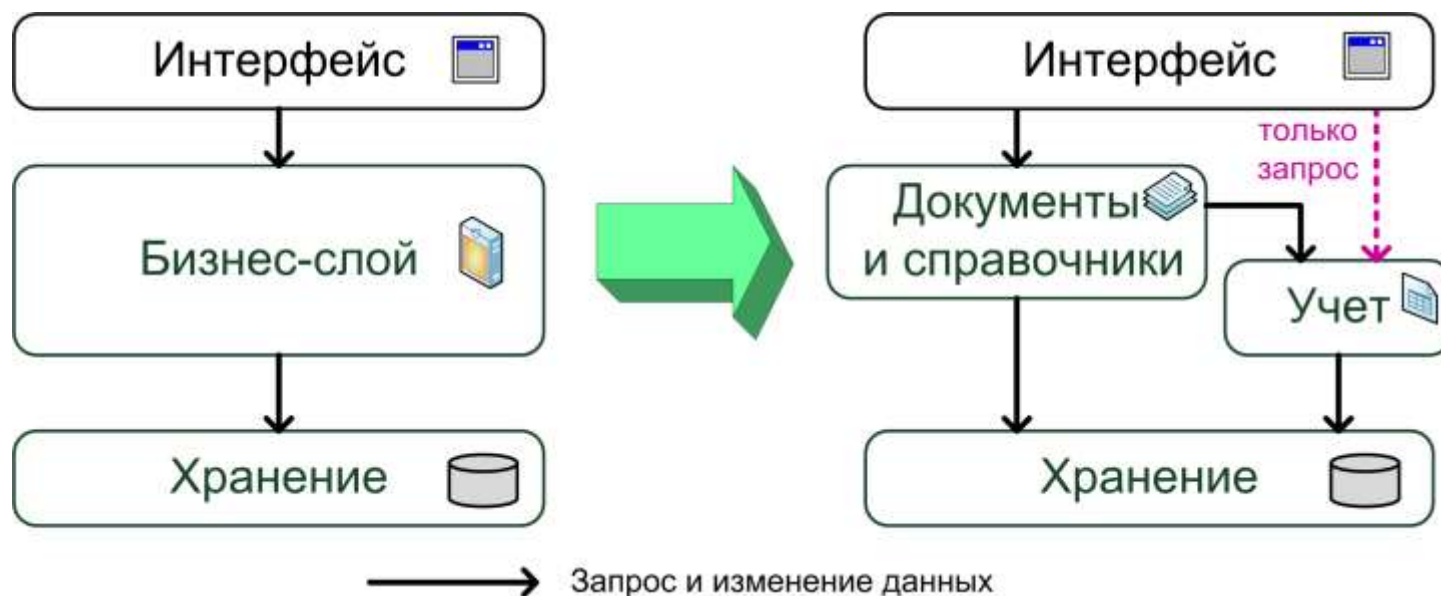 Интерфейс
Бизнес-слой
Хранение
Интерфейс
только
запрос
Документы
и справочники
Учет
Хранение
Запрос и изменение данных